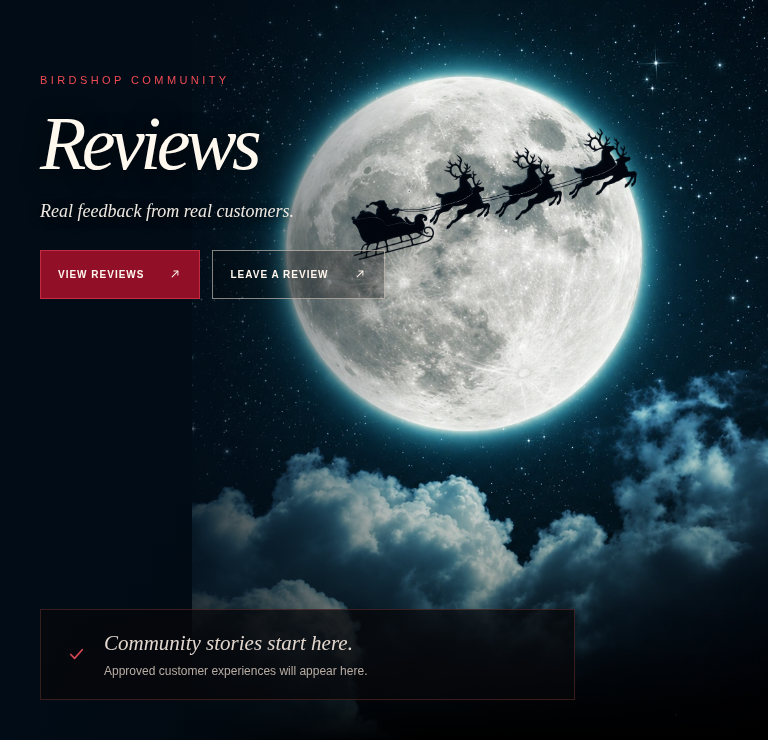 BIRDSHOP COMMUNITY
Reviews
Real feedback from real customers.
VIEW REVIEWS
LEAVE A REVIEW
Community stories start here.
Approved customer experiences will appear here.